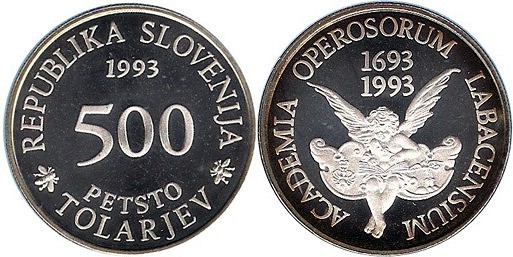 REPUBLIKA SLOVENIJA
1993
500
PETSTO
TOLARJEV
ACADEMIA OPEROSORUM LABACENSIUM
1693
1993